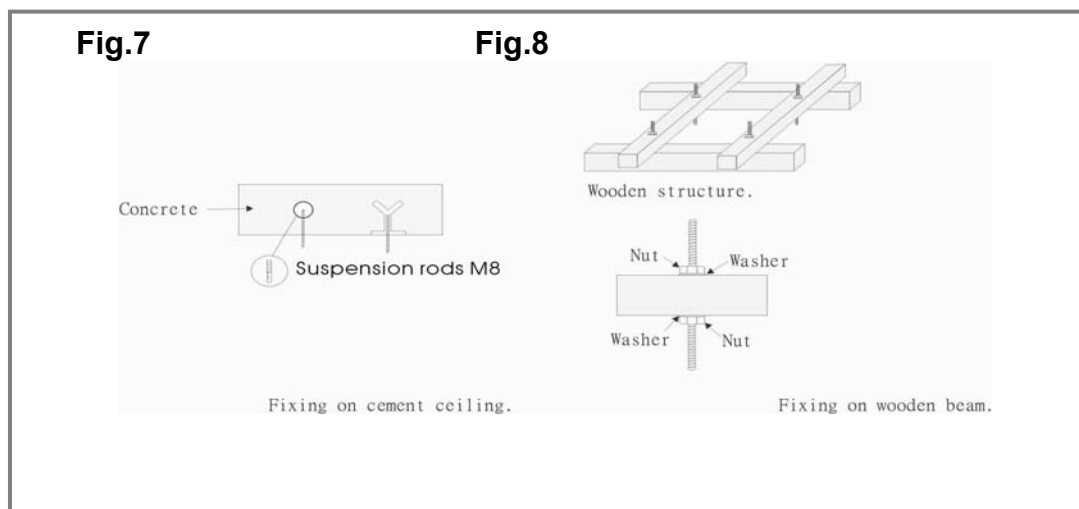 Fig.7
Fig.8
Wooden structure.
Concrete
Suspension rods M8
Nut
Washer
Washer
Nut
Fixing on cement ceiling.
Fixing on wooden beam.